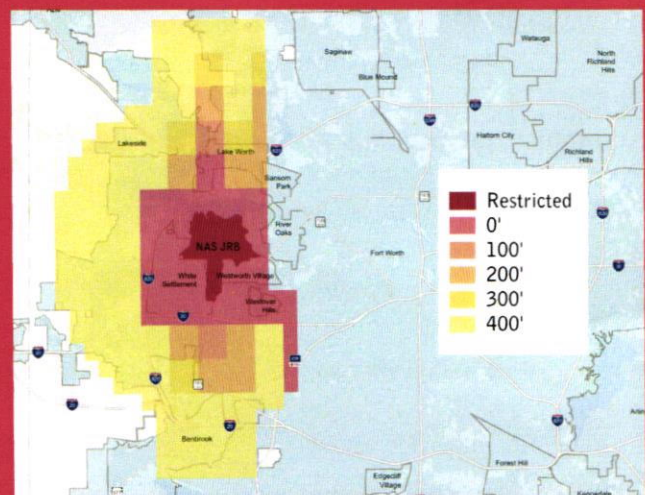 Saginaw
Watauga
North
Richland
Hills
Blue Mound
Lakeside
Lake Worth
Haltom City
Richland
Hills
Sansom
Park
River
Oaks
NAS JRB
Fort Worth
White
Settlement
Westworth Village
Westover
Hills
Benbrook
Edgecliff
Village
Forest Hill
Kennedale
Restricted
0'
100'
200'
300'
400'